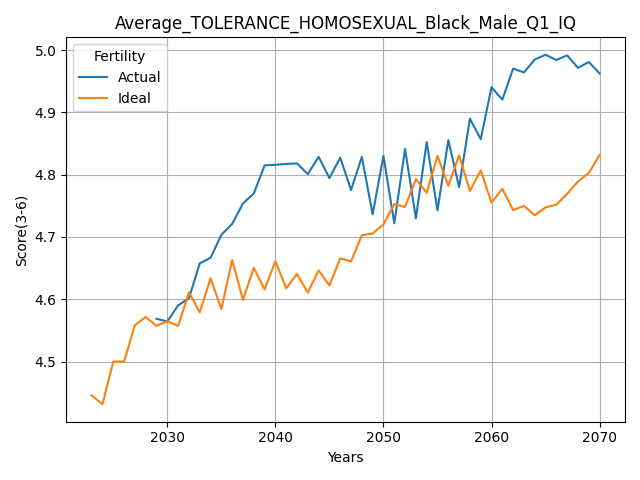 Average_TOLERANCE_HOMOSEXUAL_Black_Male_Q1_IQ
Fertility
Actual
Ideal
5.0
4.9
4.8
4.7
4.6
4.5
Score(3-6)
2030 2040 2050 2060 2070
Years